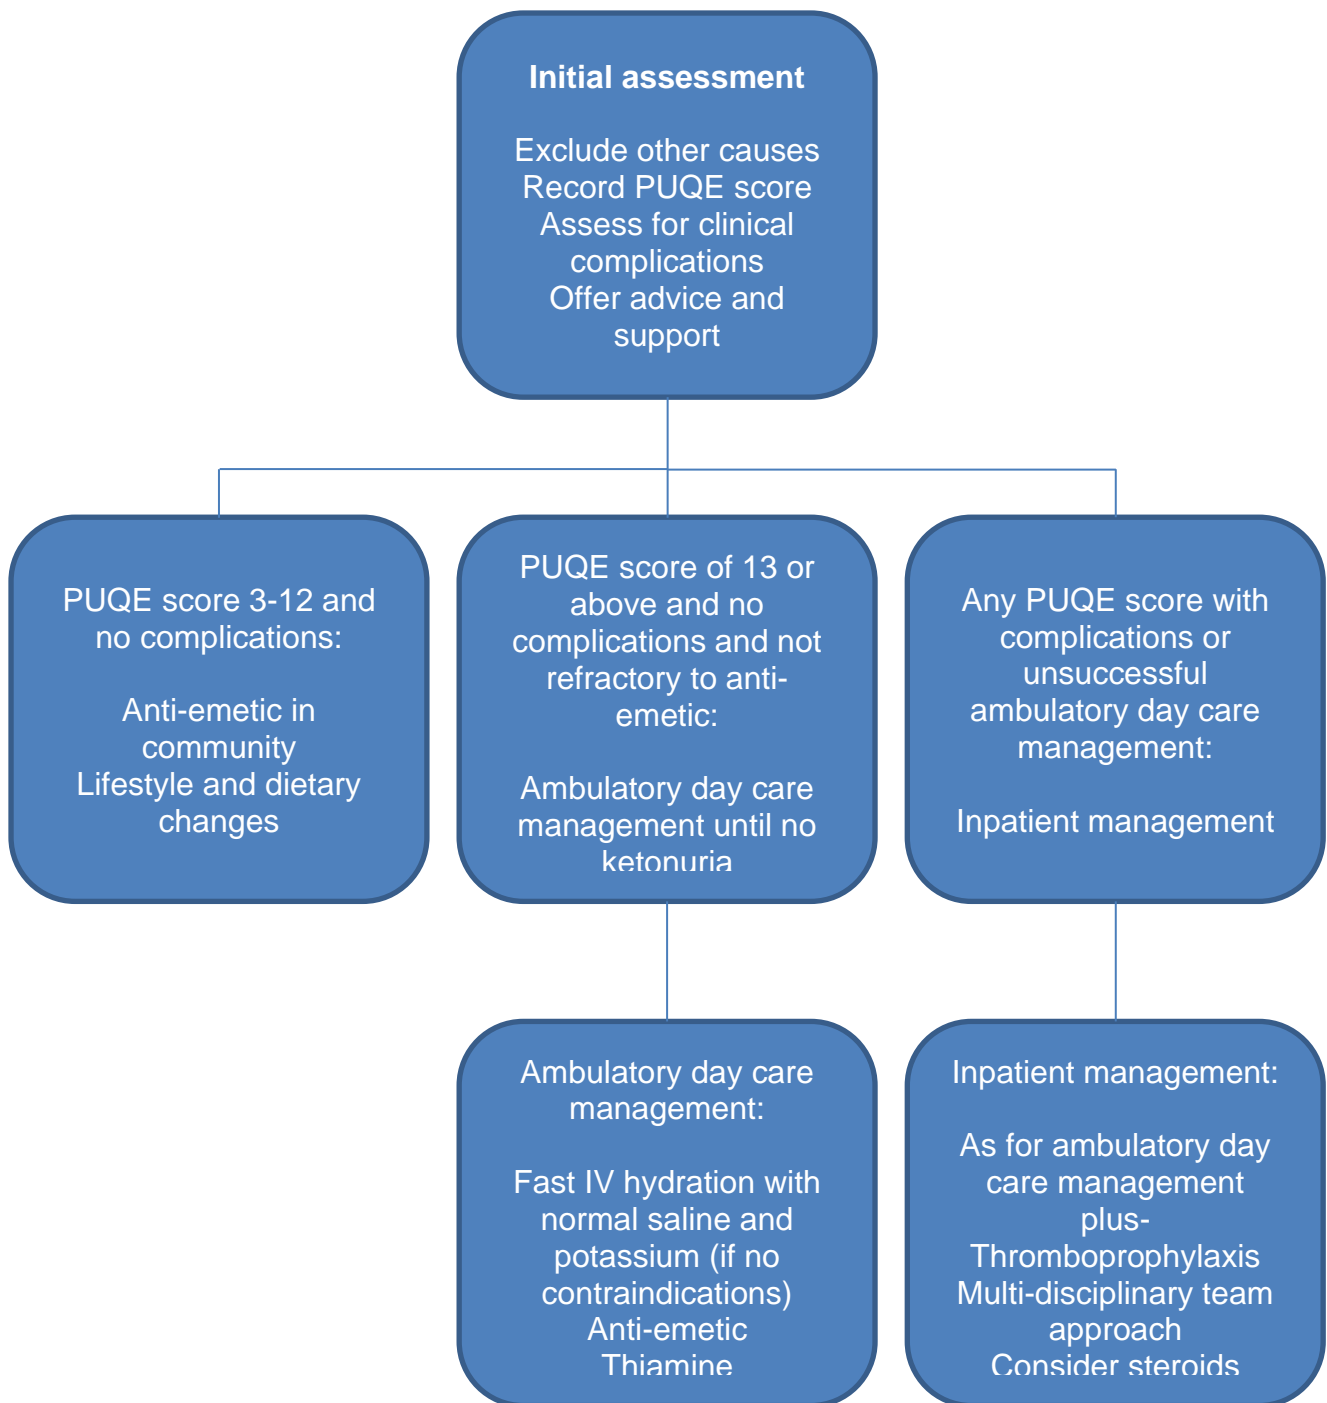 Initial assessment
Exclude other causes
Record PUQE score
Assess for clinical
complications
Offer advice and
support
PUQE score 3-12 and
no complications:
Anti-emetic in
community
Lifestyle and dietary
changes
PUQE score of 13 or
above and no
complications and not
refractory to anti-
emetic:
Ambulatory day care
management until no
ketonuria
Any PUQE score with
complications or
unsuccessful
ambulatory day care
management:
Inpatient management
Ambulatory day care
management:
Fast IV hydration with
normal saline and
potassium (if no
contraindications)
Anti-emetic
Thiamine
Inpatient management:
As for ambulatory day
care management
plus-
Thromboprophylaxis
Multi-disciplinary team
approach
Consider steroids